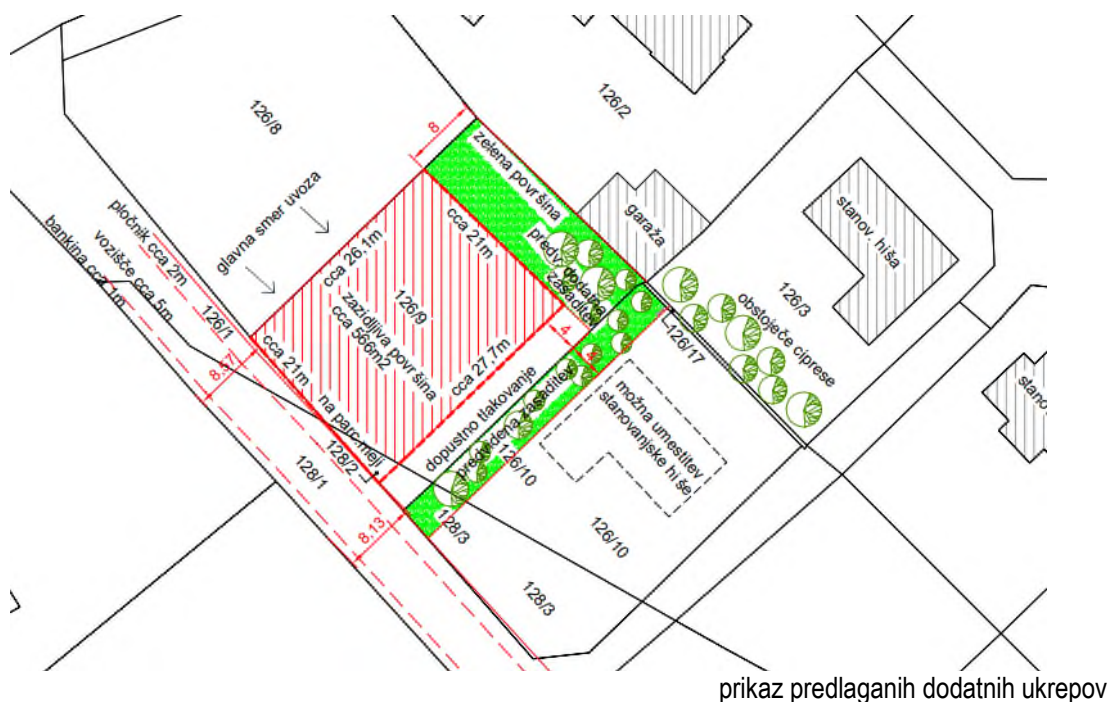 126/8
126/2
8
zelena površina
garaža
stanov. hiša
glavna smer uvoza
pločnik cca 2m
vozišče cca 5m
bankina cca 1m
126/1
cca 26,1m
cca 21m
predv. dodatna
zasaditev
126/3
obstoječe ciprese
126/9
zazidljiva površina
cca 566m2
126/17
4
cca 21m
na parc.meji
cca 27.7m
8.57
dopustno tlakovanje
predvidena zasaditev
možna umestitev
stanovanjske hiše
128/2
128/1
126/10
126/10
8.13
128/3
128/3
prikaz predlaganih dodatnih ukrepov